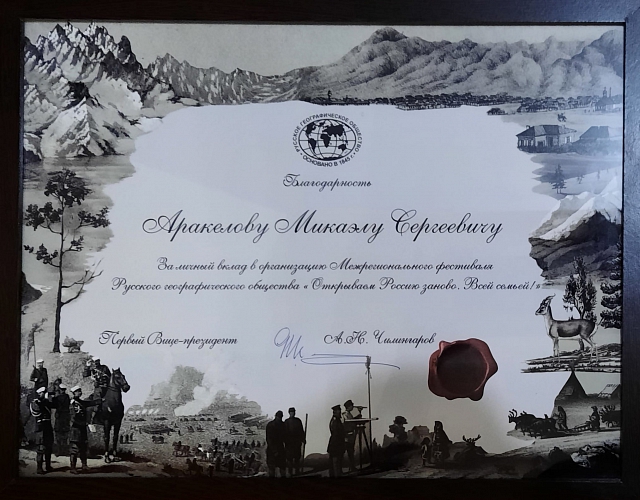 РУССКОЕ ГЕОГРАФИЧЕСКОЕ ОБЩЕСТВО
• ОСНОВАНО В 1845 г. •
Благодарность
Аракелову Микаэлу Сергеевичу
За личный вклад в организацию Межрегионального фестиваля
Русского географического общества «Открываем Россию заново. Всей семьей!»
Первый Вице-президент
А.Н. Чилингаров